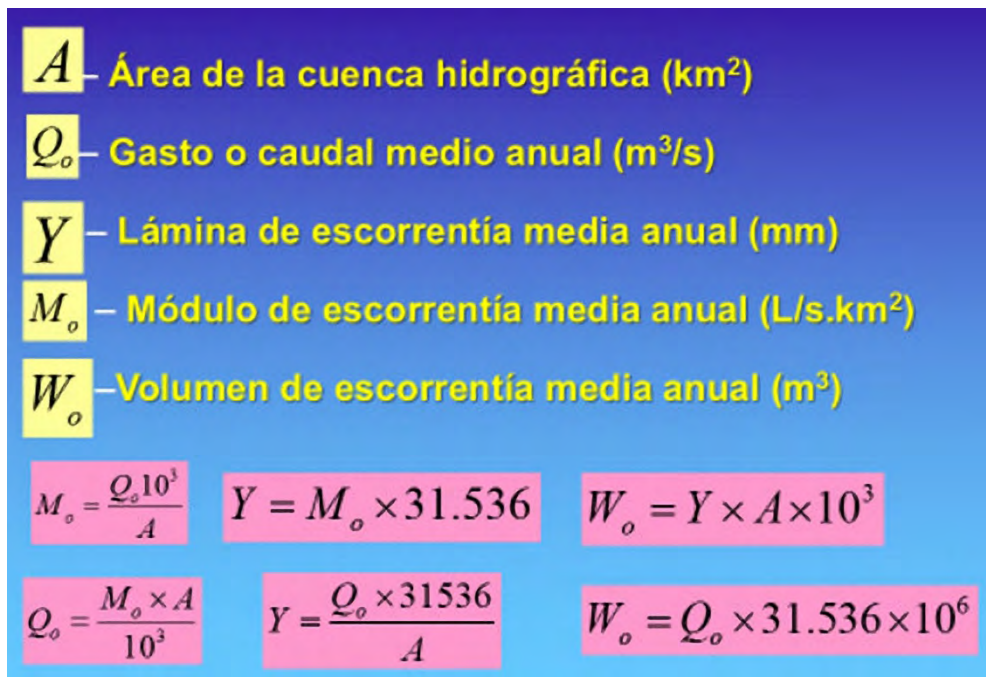 A – Área de la cuenca hidrográfica (km²)
Qₒ – Gasto o caudal medio anual (m³/s)
Y – Lámina de escorrentía media anual (mm)
Mₒ – Módulo de escorrentía media anual (L/s.km²)
Wₒ –Volumen de escorrentía media anual (m³)
Mₒ = Qₒ10³ / A
Y = Mₒ × 31.536
Wₒ = Y × A × 10³
Qₒ = Mₒ × A / 10³
Y = Qₒ × 31536 / A
Wₒ = Qₒ × 31.536 × 10⁶